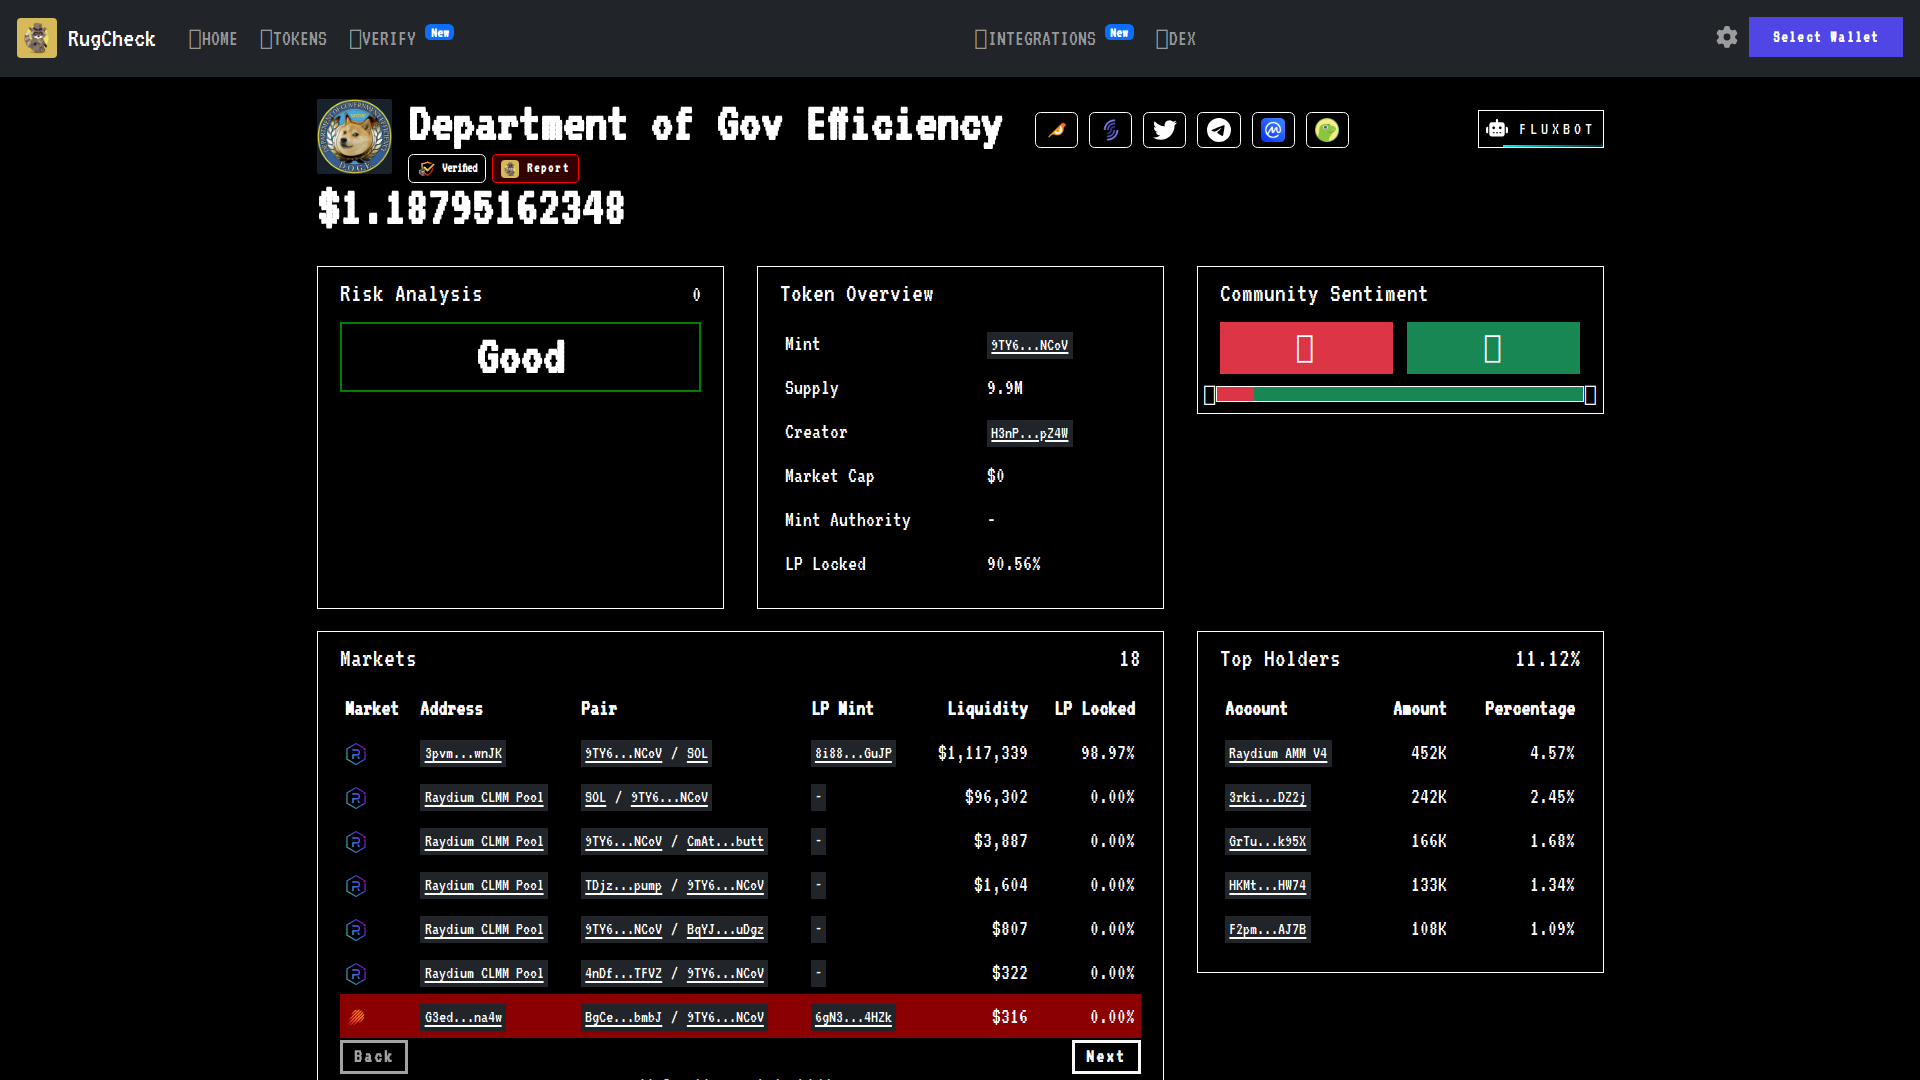 RugCheck HOME TOKENS VERIFY New INTEGRATIONS New DEX Select Wallet
Department of Gov Efficiency
FLUXBOT
Verified Report
$1.18795162348
Risk Analysis 0
Good
Token Overview
Mint 9TY6...NCoV
Supply 9.9M
Creator H3nP...pZ4W
Market Cap $0
Mint Authority -
LP Locked 90.56%
Community Sentiment
Markets 18
Market Address Pair LP Mint Liquidity LP Locked
3pvm...wnJK 9TY6...NCoV / SOL 8i88...GuJP $1,117,339 98.97%
Raydium CLMM Pool SOL / 9TY6...NCoV - $96,302 0.00%
Raydium CLMM Pool 9TY6...NCoV / CmAt...butt - $3,887 0.00%
Raydium CLMM Pool TDjz...pump / 9TY6...NCoV - $1,604 0.00%
Raydium CLMM Pool 9TY6...NCoV / BqYJ...uDgz - $807 0.00%
Raydium CLMM Pool 4nDf...TFVZ / 9TY6...NCoV - $322 0.00%
G3ed...na4w BgCe...bmbJ / 9TY6...NCoV 6gN3...4HZk $316 0.00%
Back Next
Top Holders 11.12%
Account Amount Percentage
Raydium AMM V4 452K 4.57%
3rki...DZ2j 242K 2.45%
GrTu...k95X 166K 1.68%
HKMt...HW74 133K 1.34%
F2pm...AJ7B 108K 1.09%